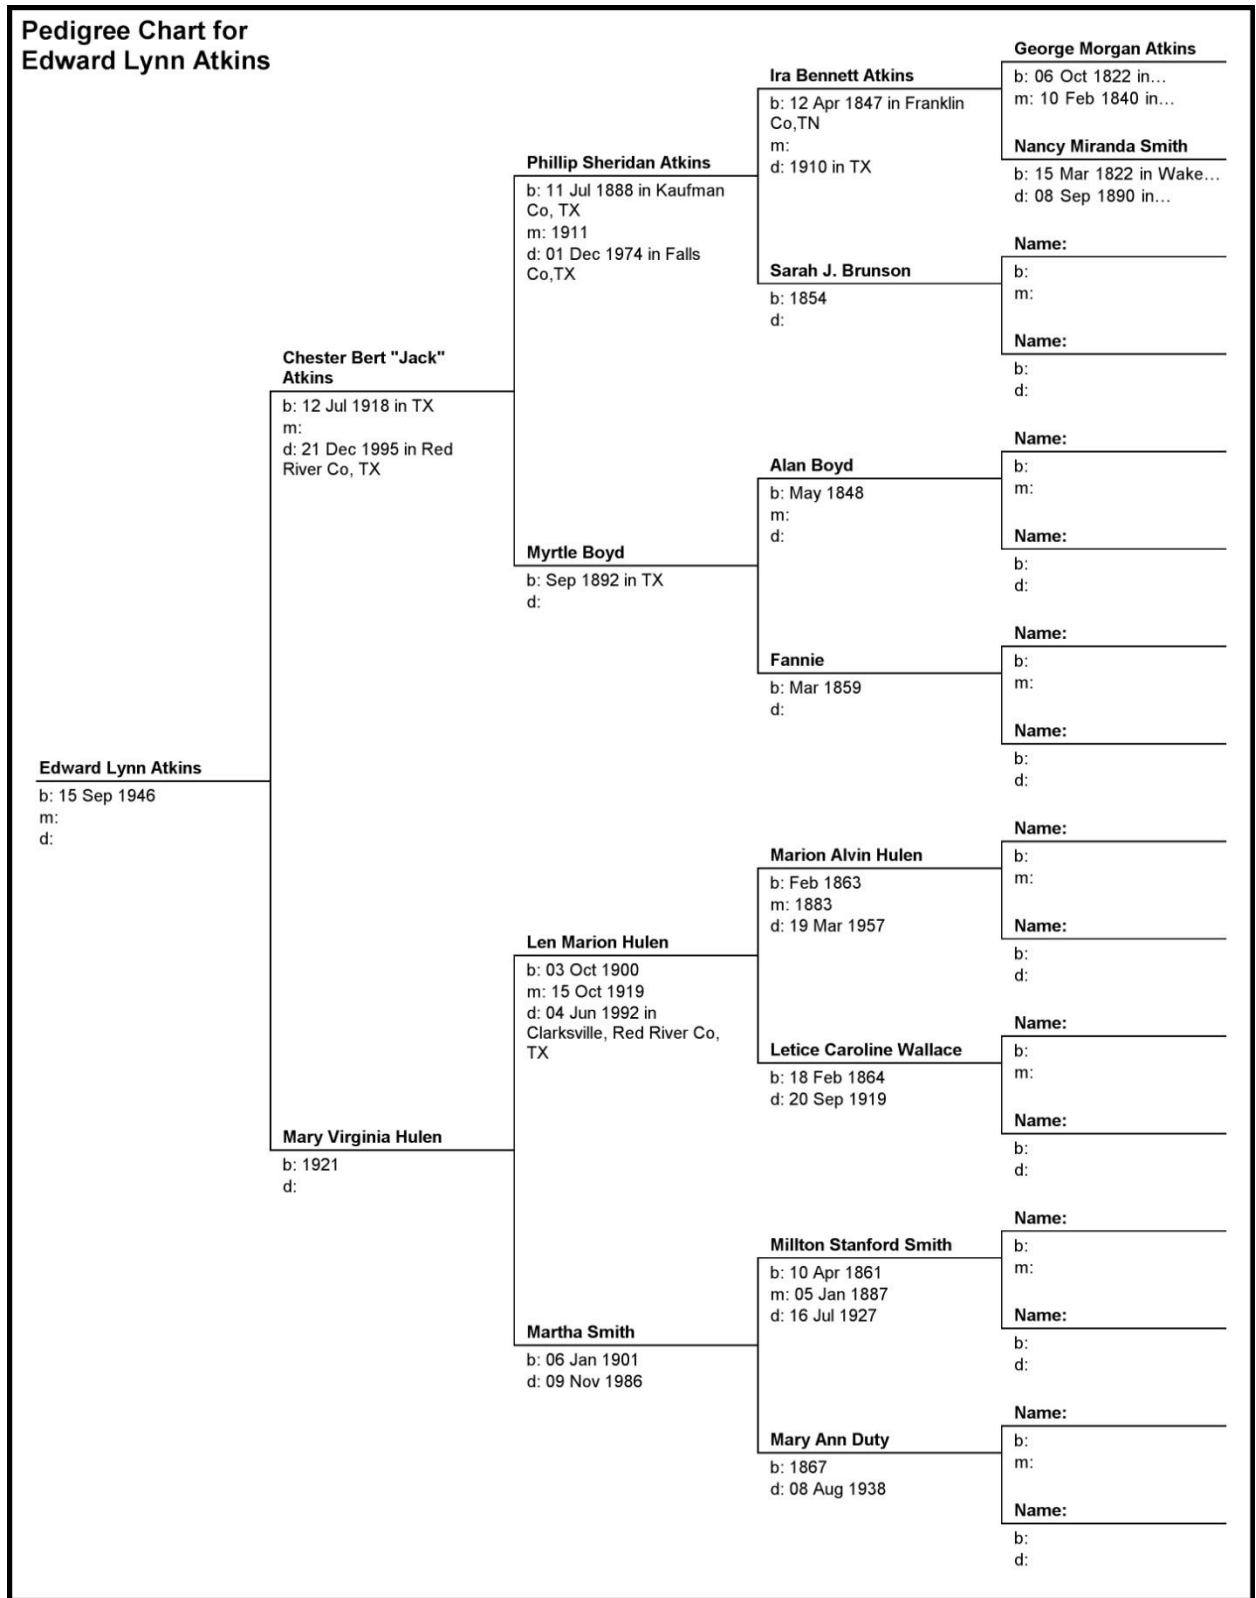 Pedigree Chart for
Edward Lynn Atkins
George Morgan Atkins
b: 06 Oct 1822 in…
m: 10 Feb 1840 in…
Ira Bennett Atkins
b: 12 Apr 1847 in Franklin
Co,TN
m:
d: 1910 in TX
Nancy Miranda Smith
b: 15 Mar 1822 in Wake…
d: 08 Sep 1890 in…
Phillip Sheridan Atkins
b: 11 Jul 1888 in Kaufman
Co, TX
m: 1911
d: 01 Dec 1974 in Falls
Co,TX
Name:
b:
m:
Sarah J. Brunson
b: 1854
d:
Name:
b:
d:
Chester Bert "Jack"
Atkins
b: 12 Jul 1918 in TX
m:
d: 21 Dec 1995 in Red
River Co, TX
Name:
b:
m:
Alan Boyd
b: May 1848
m:
d:
Name:
b:
d:
Myrtle Boyd
b: Sep 1892 in TX
d:
Name:
b:
m:
Fannie
b: Mar 1859
d:
Name:
b:
d:
Edward Lynn Atkins
b: 15 Sep 1946
m:
d:
Name:
b:
m:
Marion Alvin Hulen
b: Feb 1863
m: 1883
d: 19 Mar 1957
Name:
b:
d:
Len Marion Hulen
b: 03 Oct 1900
m: 15 Oct 1919
d: 04 Jun 1992 in
Clarksville, Red River Co,
TX
Name:
b:
m:
Letice Caroline Wallace
b: 18 Feb 1864
d: 20 Sep 1919
Name:
b:
d:
Mary Virginia Hulen
b: 1921
d:
Name:
b:
m:
Millton Stanford Smith
b: 10 Apr 1861
m: 05 Jan 1887
d: 16 Jul 1927
Name:
b:
d:
Martha Smith
b: 06 Jan 1901
d: 09 Nov 1986
Name:
b:
m:
Mary Ann Duty
b: 1867
d: 08 Aug 1938
Name:
b:
d: